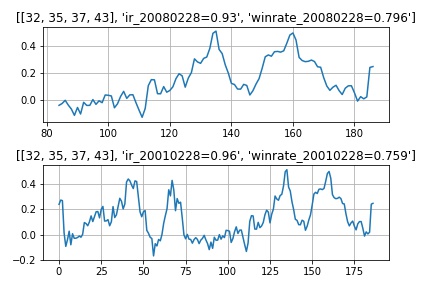 [[32, 35, 37, 43], 'ir_20080228=0.93', 'winrate_20080228=0.796']
0.4
0.2
0.0
80 100 120 140 160 180
[[32, 35, 37, 43], 'ir_20010228=0.96', 'winrate_20010228=0.759']
0.4
0.2
0.0
−0.2
0 25 50 75 100 125 150 175